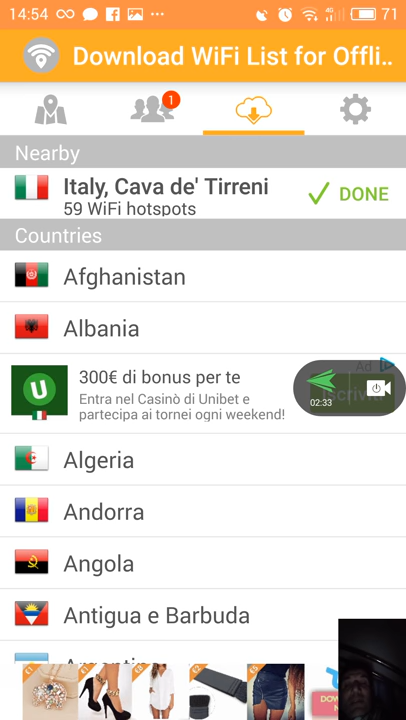 14:54 71
Download WiFi List for Offli..
1
Nearby
Italy, Cava de' Tirreni
59 WiFi hotspots
DONE
Countries
Afghanistan
Albania
Ad
300€ di bonus per te
Entra nel Casinò di Unibet e
partecipa ai tornei ogni weekend!
U
02:33
Algeria
Andorra
Angola
Antigua e Barbuda